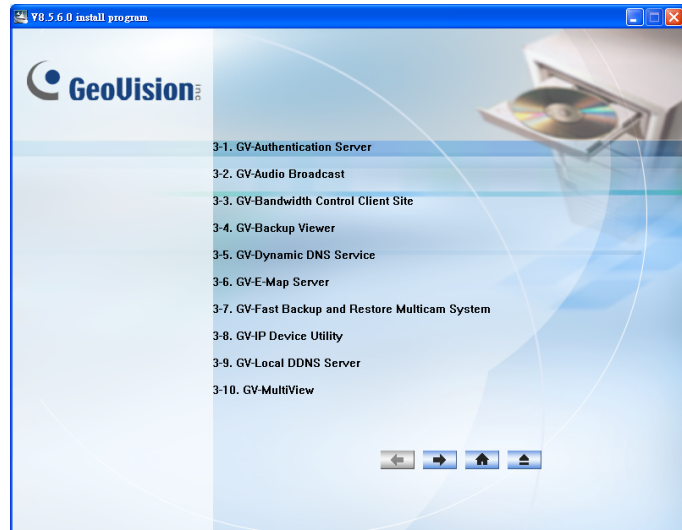 V8.5.6.0 install program
GeoVision Inc
3-1. GV-Authentication Server
3-2. GV-Audio Broadcast
3-3. GV-Bandwidth Control Client Site
3-4. GV-Backup Viewer
3-5. GV-Dynamic DNS Service
3-6. GV-E-Map Server
3-7. GV-Fast Backup and Restore Multicam System
3-8. GV-IP Device Utility
3-9. GV-Local DDNS Server
3-10. GV-MultiView